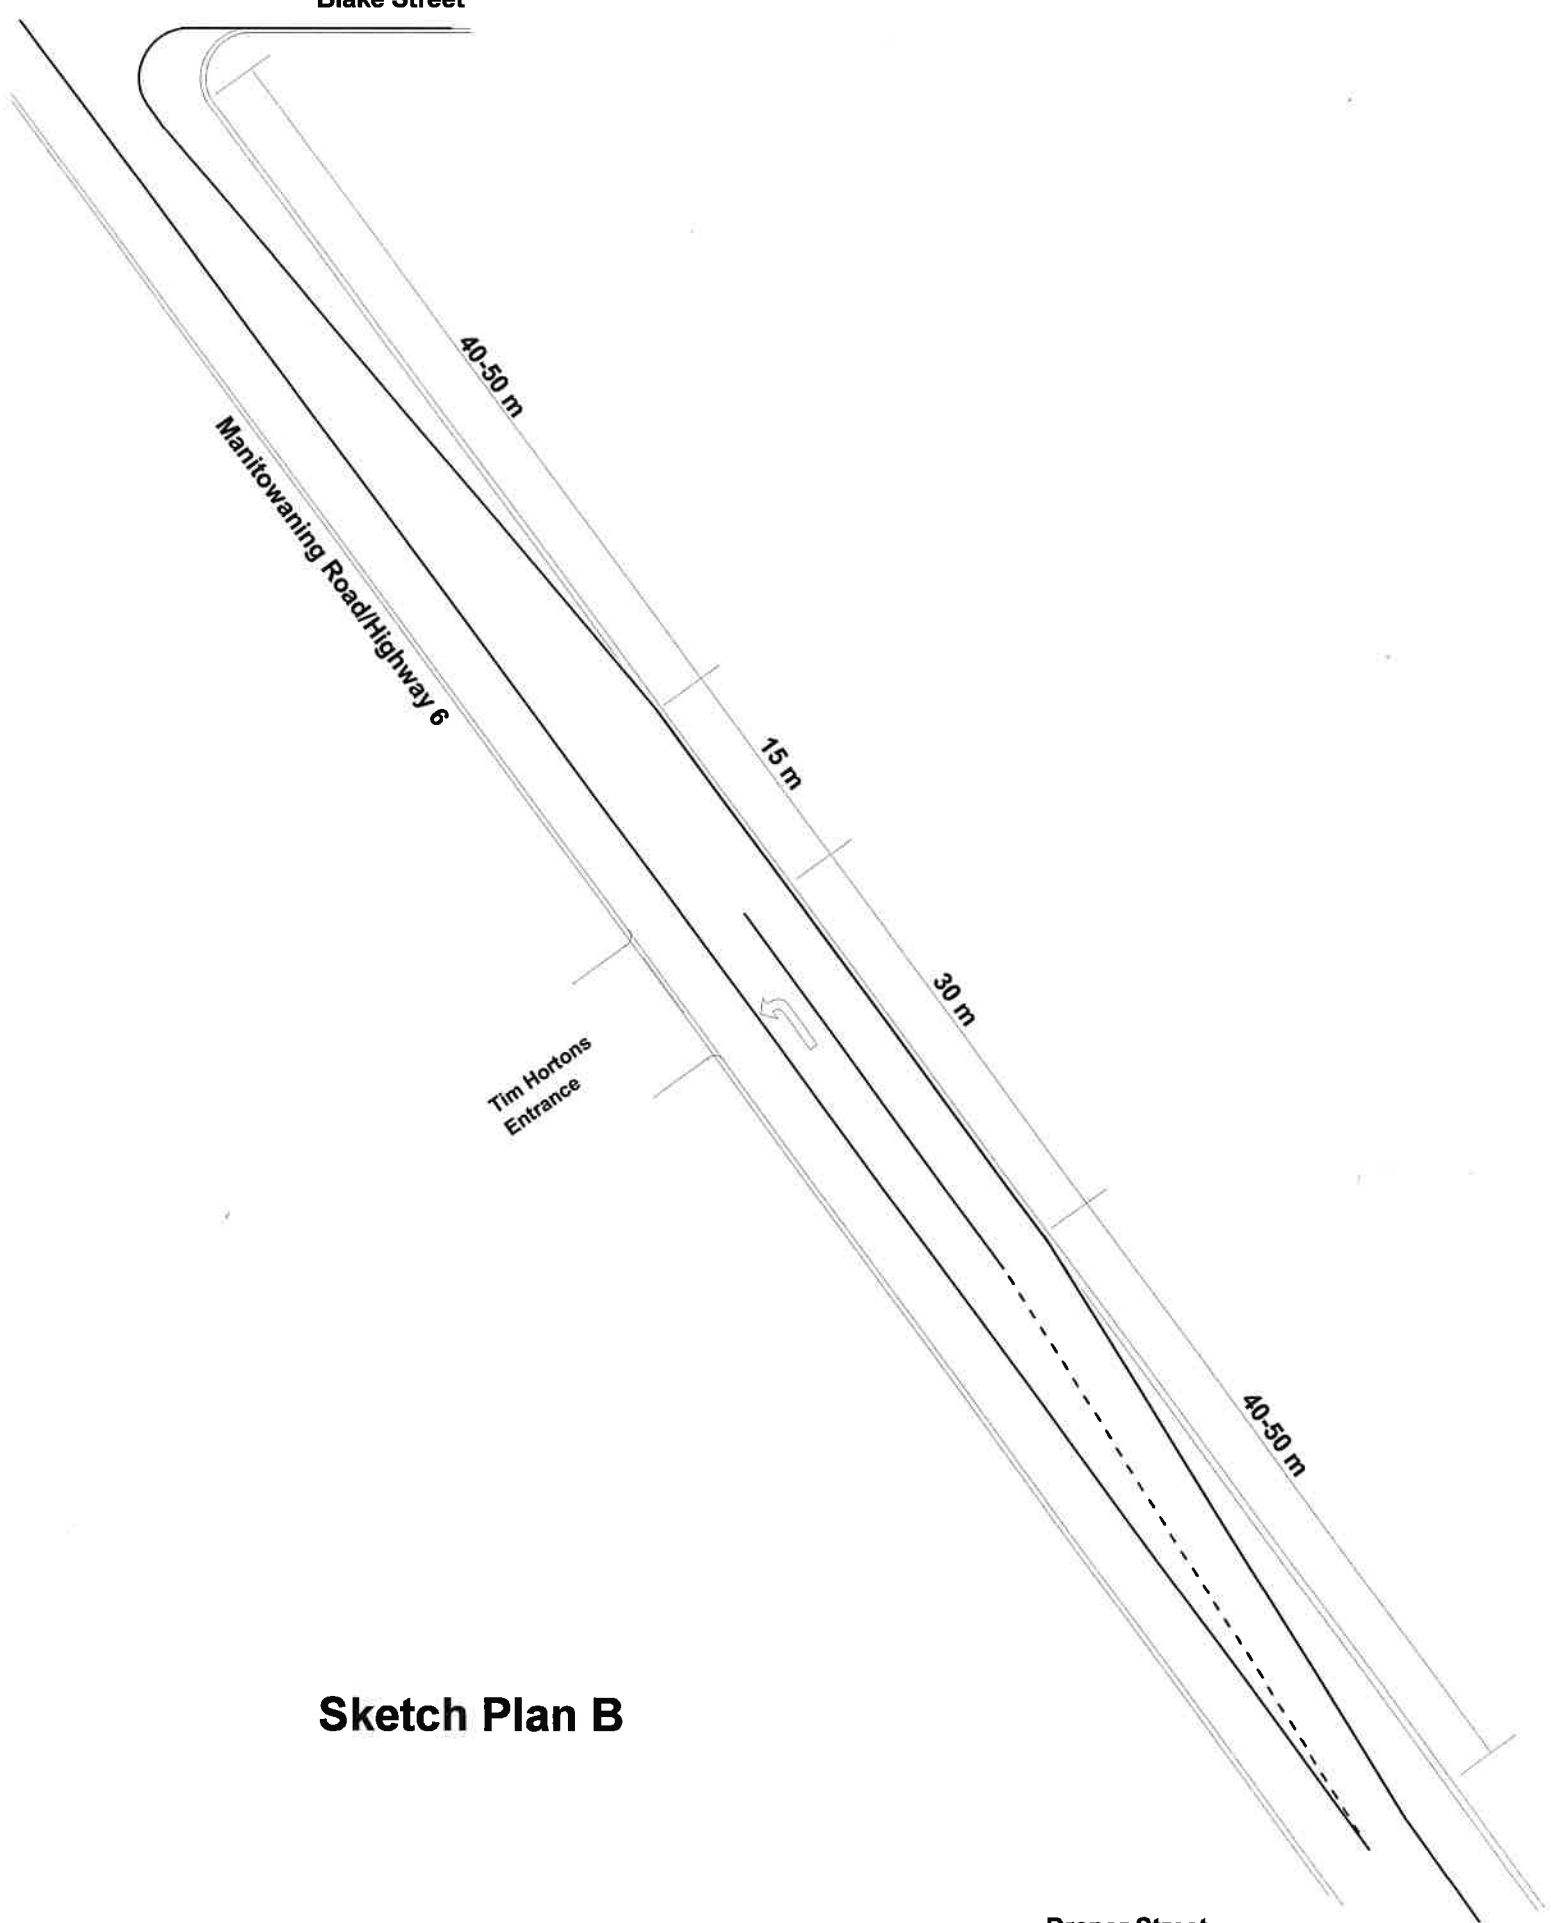 Blake Street
40-50 m
Manitowaning Road/Highway 6
15 m
30 m
Tim Hortons
Entrance
40-50 m
Sketch Plan B
Draper Street